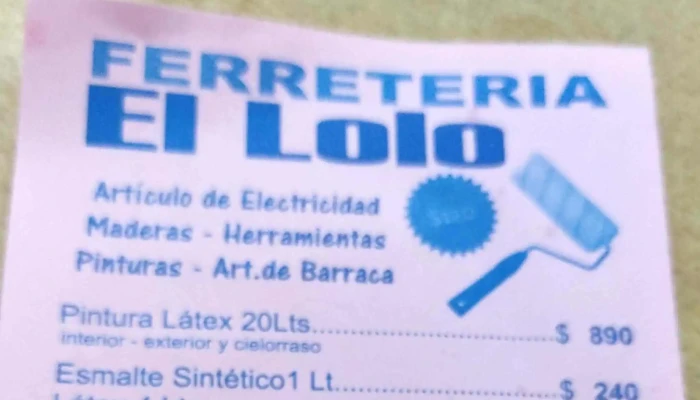 FERRETERIA
El Lolo
Artículo de Electricidad
Maderas - Herramientas
Pinturas - Art.de Barraca
Pintura Látex 20Lts..............................$ 890
interior - exterior y cielorraso
Esmalte Sintético1 Lt............................$ 240